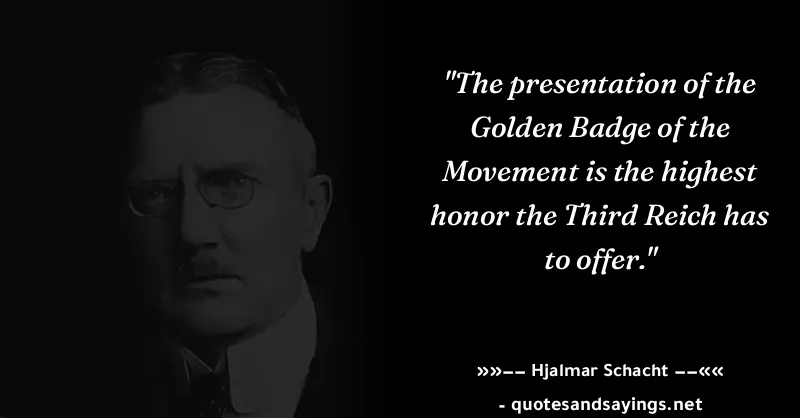 "The presentation of the
Golden Badge of the
Movement is the highest
honor the Third Reich has
to offer."
»»–– Hjalmar Schacht ––««
- quotesandsayings.net